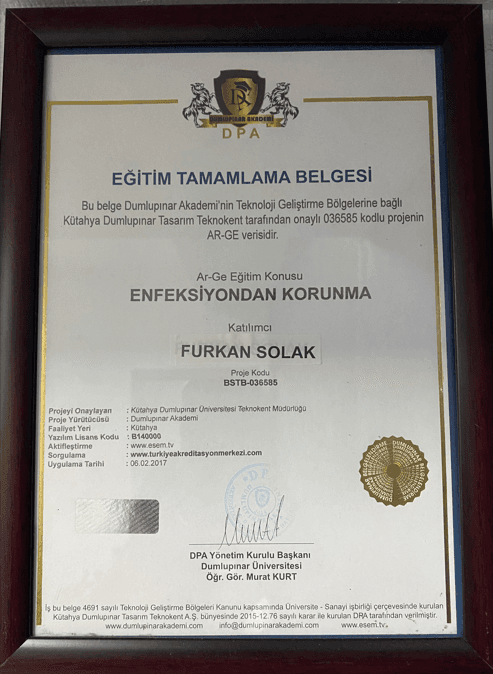 DUMLUPINAR AKADEMİ
DPA
EĞİTİM TAMAMLAMA BELGESİ
Bu belge Dumlupınar Akademi'nin Teknoloji Geliştirme Bölgelerine bağlı
Kütahya Dumlupınar Tasarım Teknokent tarafından onaylı 036585 kodlu projenin
AR-GE verisidir.
Ar-Ge Eğitim Konusu
ENFEKSİYONDAN KORUNMA
Katılımcı
FURKAN SOLAK
Proje Kodu
BSTB-036585
Projeyi Onaylayan : Kütahya Dumlupınar Üniversitesi Teknokent Müdürlüğü
Proje Yürütücüsü : Dumlupınar Akademi
Faaliyet Yeri : Kütahya
Yazılım Lisans Kodu : B140000
Aktifleştirme : www.esem.tv
Sorgulama : www.turkiyeakreditasyonmerkezi.com
Uygulama Tarihi : 06.02.2017
DPA Yönetim Kurulu Başkanı
Dumlupınar Üniversitesi
Öğr. Gör. Murat KURT
İş bu belge 4691 sayılı Teknoloji Geliştirme Bölgeleri Kanunu kapsamında Üniversite - Sanayi işbirliği çerçevesinde kurulan
Kütahya Dumlupınar Tasarım Teknokent A.Ş. bünyesinde 2015-12.76 sayılı karar ile kurulan DPA tarafından verilmiştir.
www.dumlupinarakademi.com info@dumlupinarakademi.com www.esem.tv